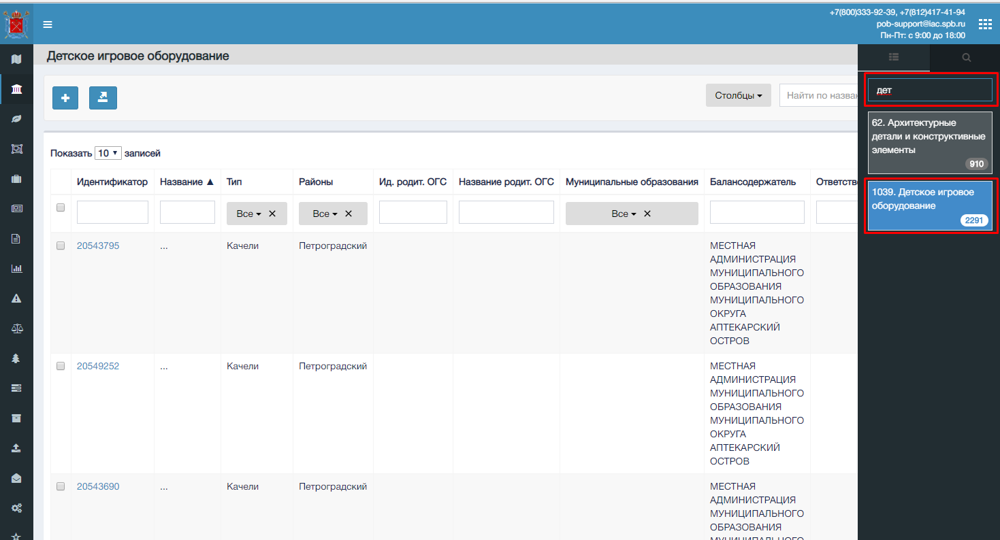 +7(800)333-92-39, +7(812)417-41-94
pob-support@iac.spb.ru
Пн-Пт: с 9:00 до 18:00
Детское игровое оборудование
Столбцы
Найти по назван
дет
62. Архитектурные
детали и конструктивные
элементы
910
1039. Детское игровое
оборудование
2291
Показать 10 записей
Идентификатор Название Тип Районы Ид. родит. ОГС Название родит. ОГС Муниципальные образования Балансодержатель Ответстве
Все Все Все
20543795 ... Качели Петроградский МЕСТНАЯ
АДМИНИСТРАЦИЯ
МУНИЦИПАЛЬНОГО
ОБРАЗОВАНИЯ
МУНИЦИПАЛЬНОГО
ОКРУГА
АПТЕКАРСКИЙ
ОСТРОВ
20549252 ... Качели Петроградский МЕСТНАЯ
АДМИНИСТРАЦИЯ
МУНИЦИПАЛЬНОГО
ОБРАЗОВАНИЯ
МУНИЦИПАЛЬНОГО
ОКРУГА
АПТЕКАРСКИЙ
ОСТРОВ
20543690 ... Качели Петроградский МЕСТНАЯ
АДМИНИСТРАЦИЯ
МУНИЦИПАЛЬНОГО
ОБРАЗОВАНИЯ
МУНИЦИПАЛЬНОГО